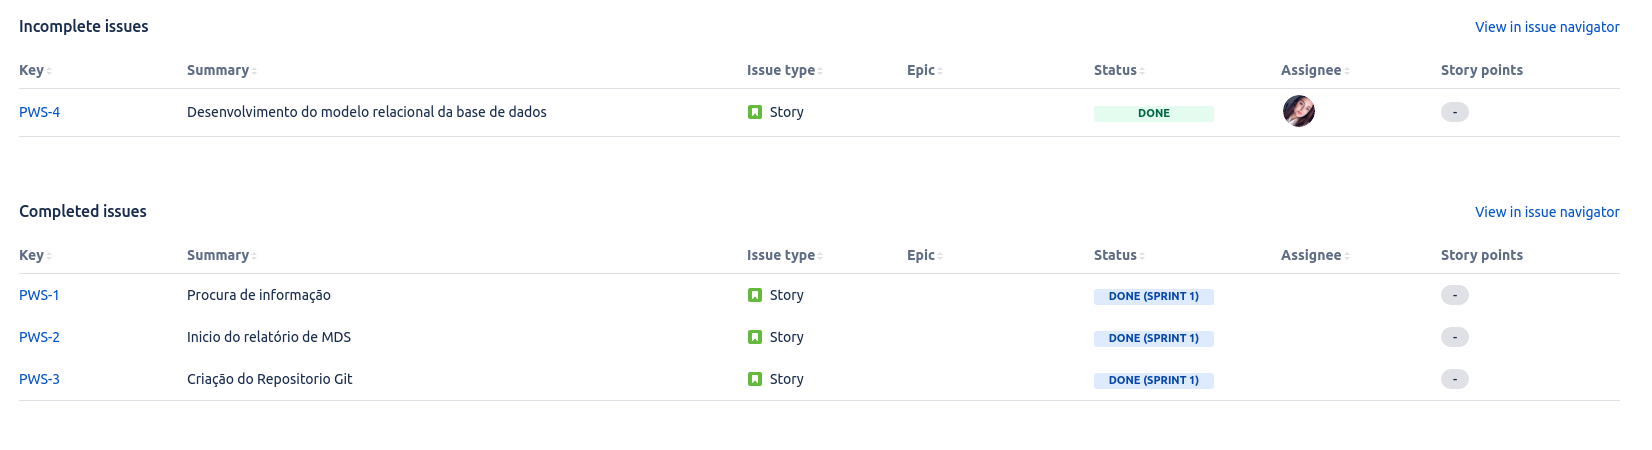 Incomplete issues View in issue navigator
Key Summary Issue type Epic Status Assignee Story points
PWS-4 Desenvolvimento do modelo relacional da base de dados Story DONE -
Completed issues View in issue navigator
Key Summary Issue type Epic Status Assignee Story points
PWS-1 Procura de informação Story DONE (SPRINT 1) -
PWS-2 Inicio do relatório de MDS Story DONE (SPRINT 1) -
PWS-3 Criação do Repositorio Git Story DONE (SPRINT 1) -